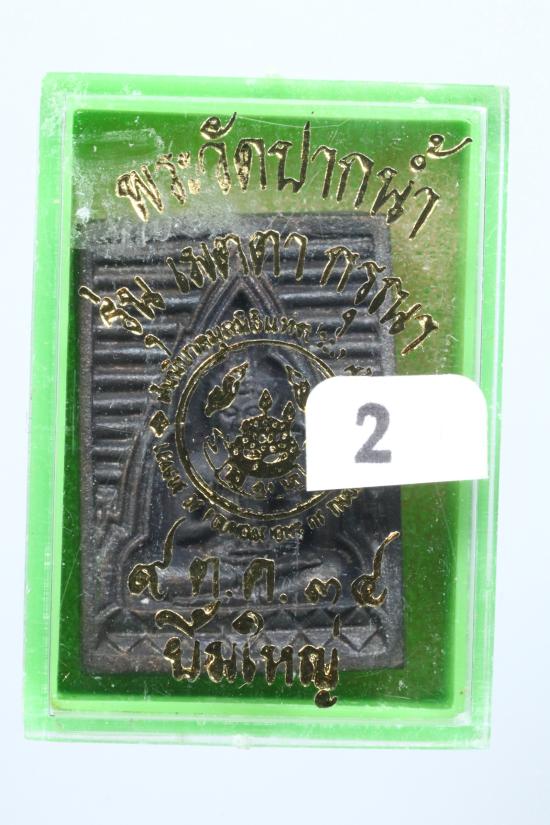 พระวัดปากน้ำ
รุ่น เมตตา กรุณา
2
๙ ต.ค. ๓๔
พิมใหญ่